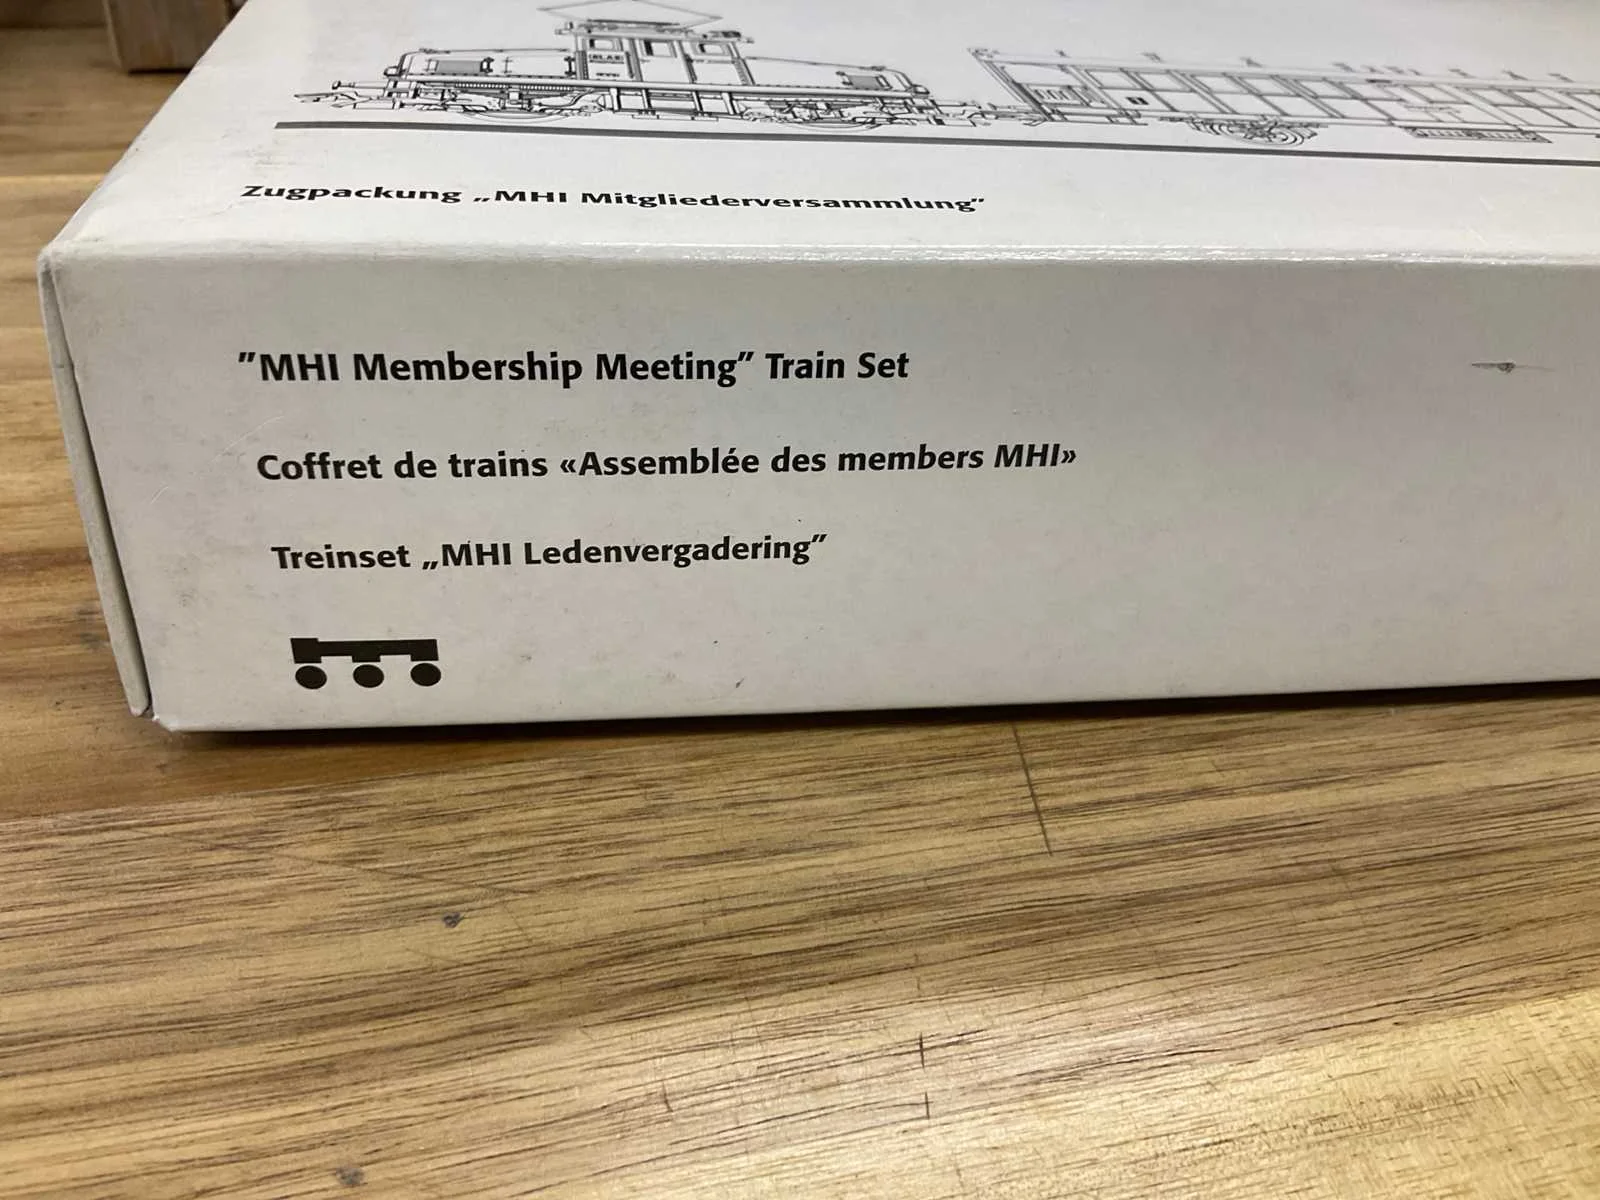 Zugpackung „MHI Mitgliederversammlung”
”MHI Membership Meeting” Train Set
Coffret de trains «Assemblée des members MHI»
Treinset „MHI Ledenvergadering”